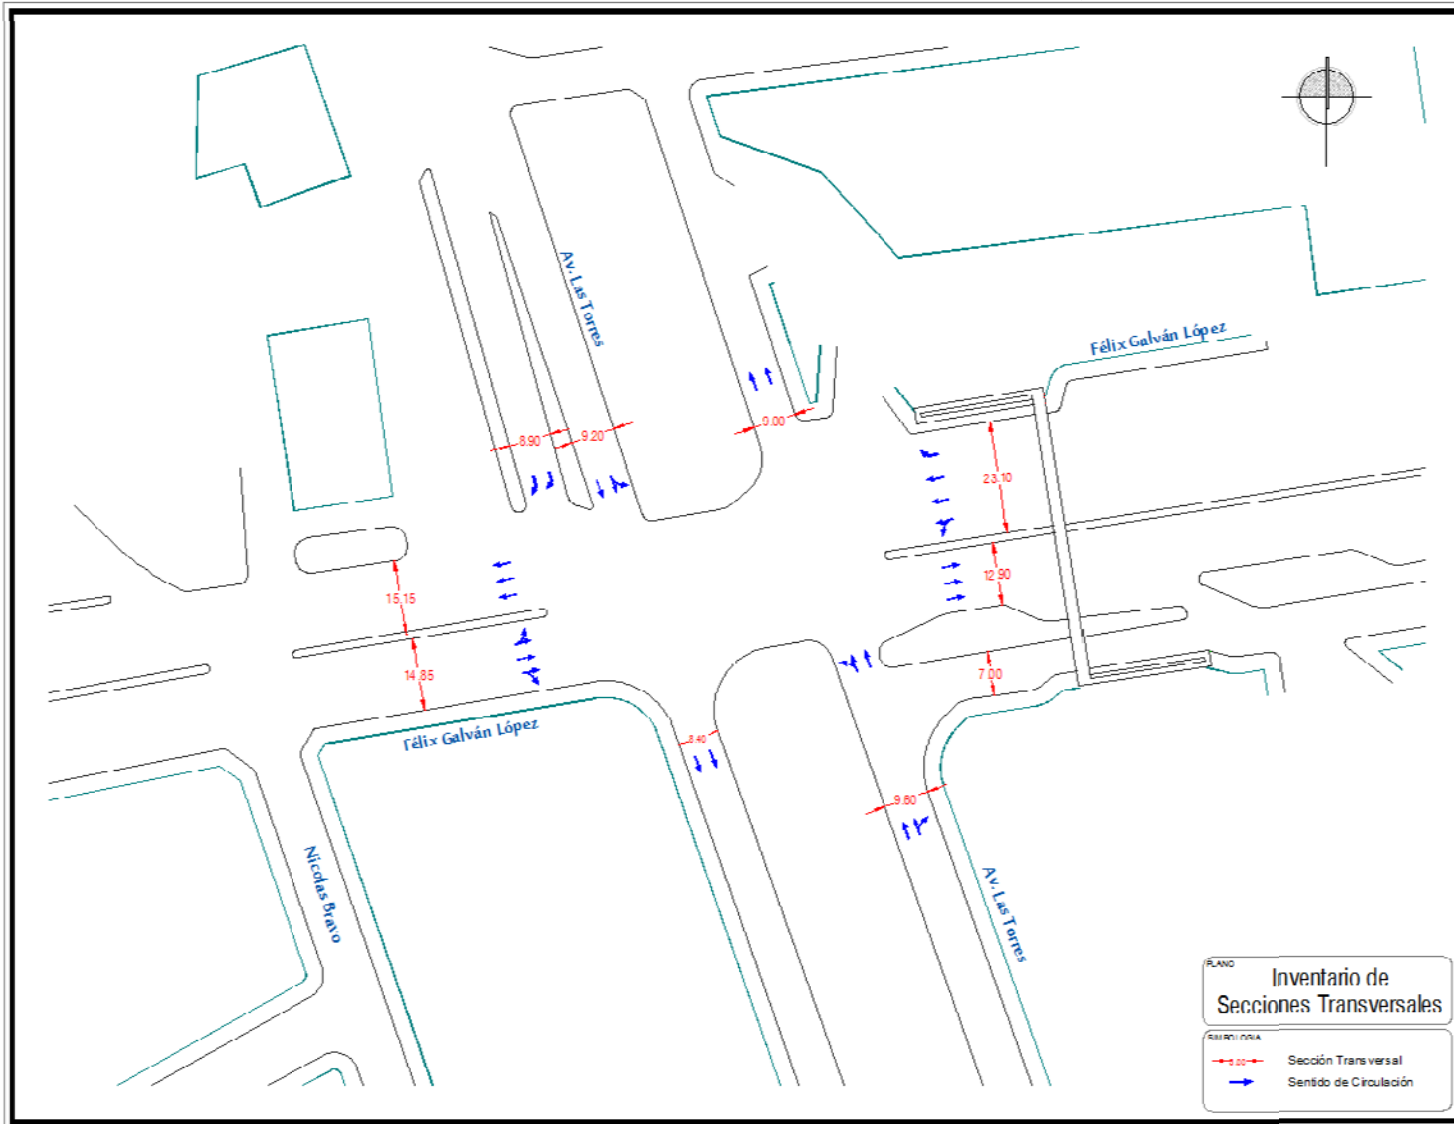 Av. Las Torres
Félix Galván López
8.90
9.20
9.00
23.10
12.90
15.15
14.85
7.00
Félix Galván López
8.40
9.80
Nicolas Bravo
Av. Las Torres
PLANO
Inventario de
Secciones Transversales
SIMBOLOGIA
Sección Transversal
Sentido de Circulación